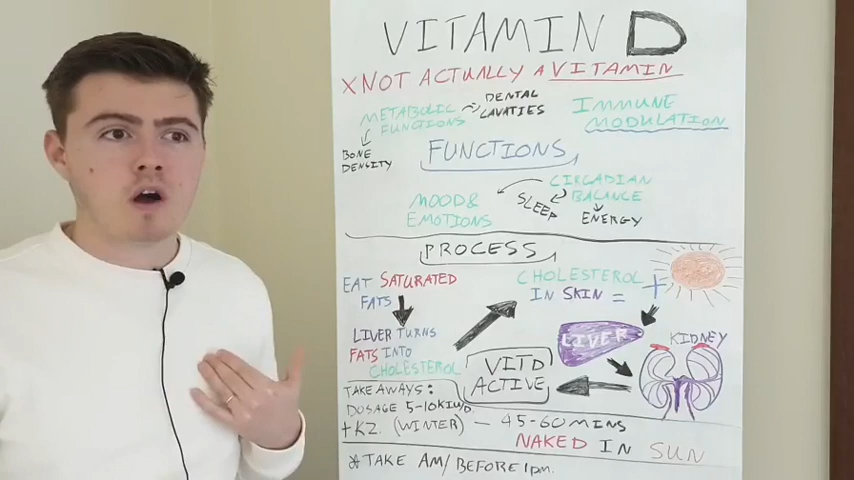 VITAMIN D
X NOT ACTUALLY A VITAMIN
METABOLIC FUNCTIONS
DENTAL CAVATIES
IMMUNE MODULATION
BONE DENSITY
FUNCTIONS
CIRCADIAN BALANCE
SLEEP
ENERGY
MOOD &
EMOTIONS
PROCESS
EAT SATURATED
FATS
CHOLESTEROL
IN SKIN = +
LIVER TURNS
FATS INTO
CHOLESTEROL
LIVER
KIDNEY
VIT D
ACTIVE
TAKE AWAYS:
DOSAGE 5-10K IU/D
+K2. (WINTER) — 45-60 MINS
NAKED IN SUN
* TAKE AM/BEFORE 1pm.